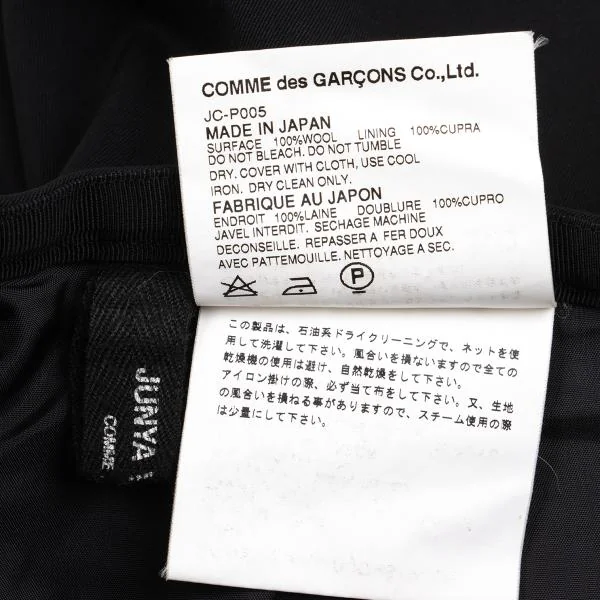 COMME des GARÇONS Co.,Ltd.
JC-P005
MADE IN JAPAN
SURFACE 100%WOOL LINING 100%CUPRA
DO NOT BLEACH. DO NOT TUMBLE
DRY. COVER WITH CLOTH, USE COOL
IRON. DRY CLEAN ONLY.
FABRIQUE AU JAPON
ENDROIT 100%LAINE DOUBLURE 100%CUPRO
JAVEL INTERDIT. SECHAGE MACHINE
DECONSEILLE. REPASSER A FER DOUX
AVEC PATTEMOUILLE. NETTOYAGE A SEC.
P
この製品は、石油系ドライクリーニングで、ネットを使
用して洗濯して下さい。風合いを損ないますので全ての
乾燥機の使用は避け、自然乾燥をして下さい。
アイロン掛けの際、必ず当て布をして下さい。又、生地
の風合いを損ねる事がありますので、スチーム使用の際
は少量にして下さい。
JUNYA
COMME